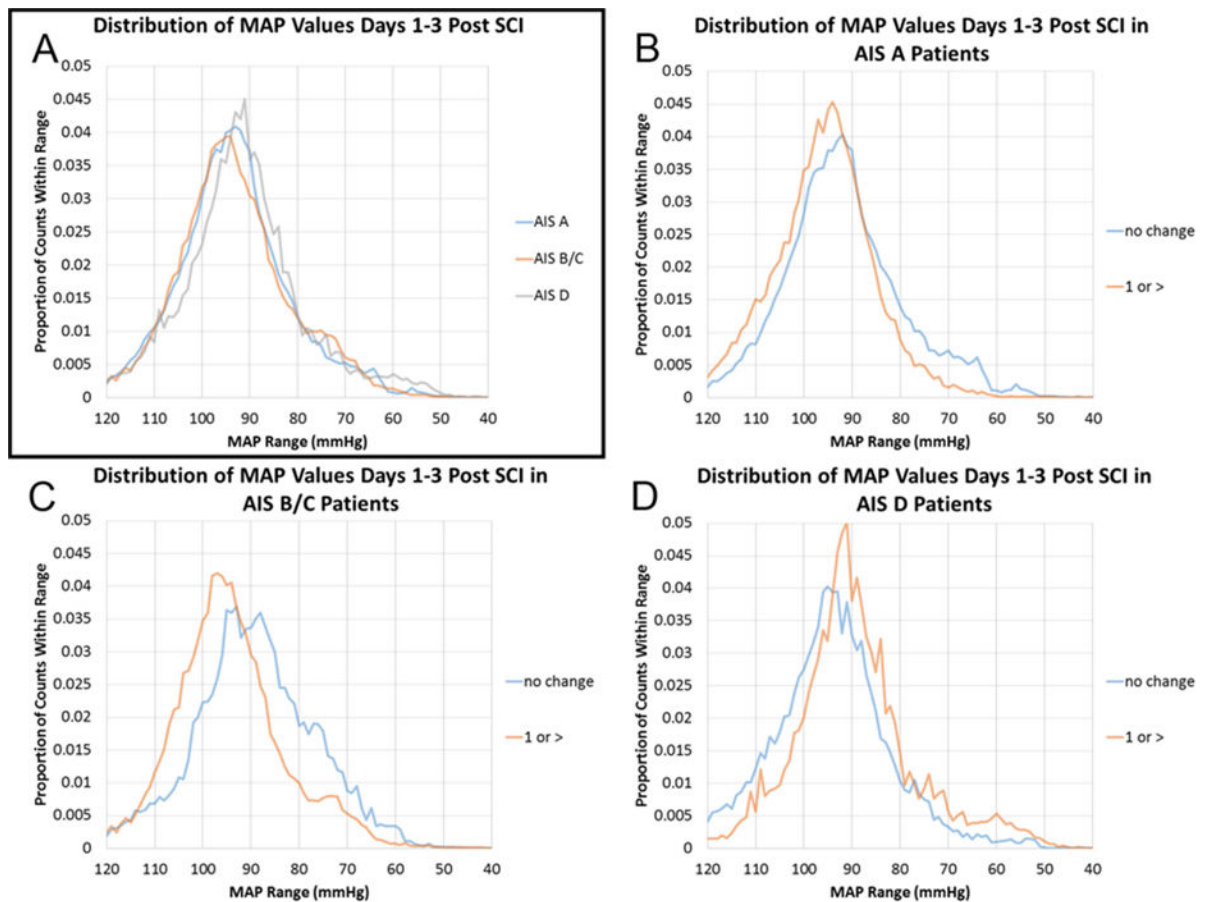 A
Distribution of MAP Values Days 1-3 Post SCI
Proportion of Counts Within Range
0.05
0.045
0.04
0.035
0.03
0.025
0.02
0.015
0.01
0.005
0
120 110 100 90 80 70 60 50 40
MAP Range (mmHg)
AIS A
AIS B/C
AIS D
B
Distribution of MAP Values Days 1-3 Post SCI in
AIS A Patients
Proportion of Counts Within Range
0.05
0.045
0.04
0.035
0.03
0.025
0.02
0.015
0.01
0.005
0
120 110 100 90 80 70 60 50 40
MAP Range (mmHg)
no change
1 or >
C
Distribution of MAP Values Days 1-3 Post SCI in
AIS B/C Patients
Proportion of Counts Within Range
0.05
0.045
0.04
0.035
0.03
0.025
0.02
0.015
0.01
0.005
0
120 110 100 90 80 70 60 50 40
MAP Range (mmHg)
no change
1 or >
D
Distribution of MAP Values Days 1-3 Post SCI in
AIS D Patients
Proportion of Counts Within Range
0.05
0.045
0.04
0.035
0.03
0.025
0.02
0.015
0.01
0.005
0
120 110 100 90 80 70 60 50 40
MAP Range (mmHg)
no change
1 or >